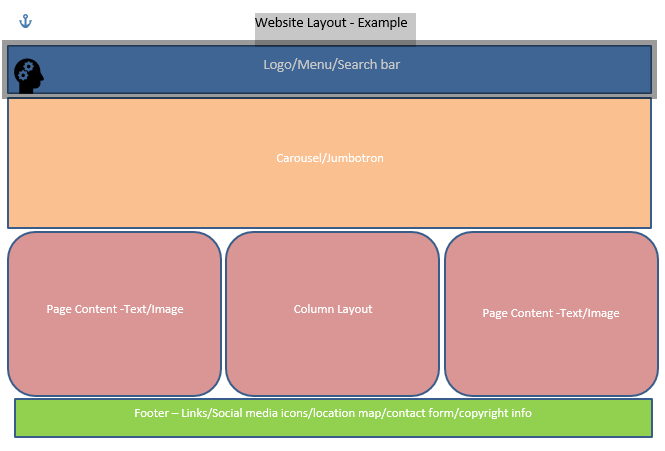 Website Layout - Example
Logo/Menu/Search bar
Carousel/Jumbotron
Page Content -Text/Image
Column Layout
Page Content -Text/Image
Footer – Links/Social media icons/location map/contact form/copyright info